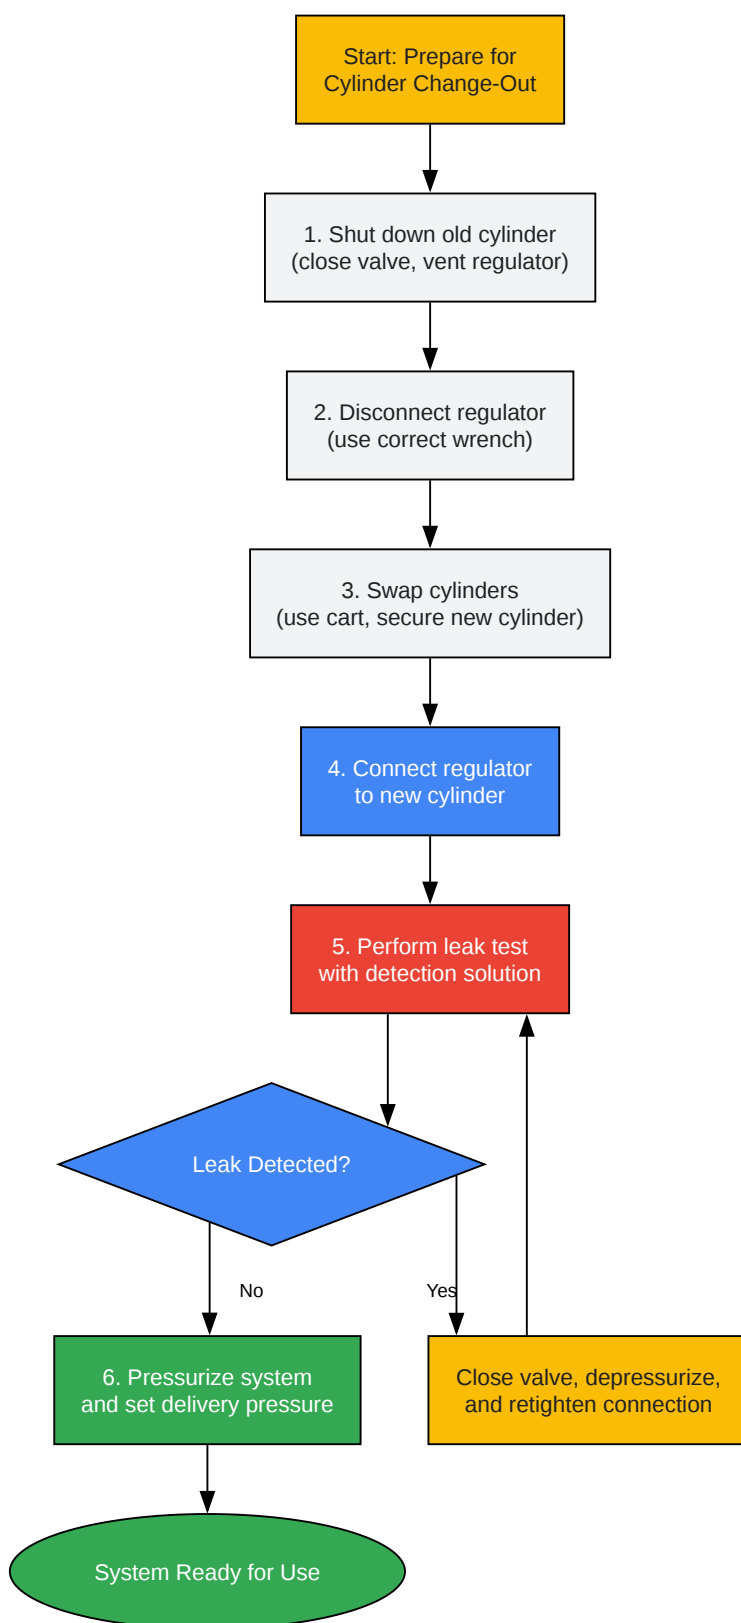 Start: Prepare for
Cylinder Change-Out
1. Shut down old cylinder
(close valve, vent regulator)
2. Disconnect regulator
(use correct wrench)
3. Swap cylinders
(use cart, secure new cylinder)
4. Connect regulator
to new cylinder
5. Perform leak test
with detection solution
Leak Detected?
No
Yes
6. Pressurize system
and set delivery pressure
Close valve, depressurize,
and retighten connection
System Ready for Use